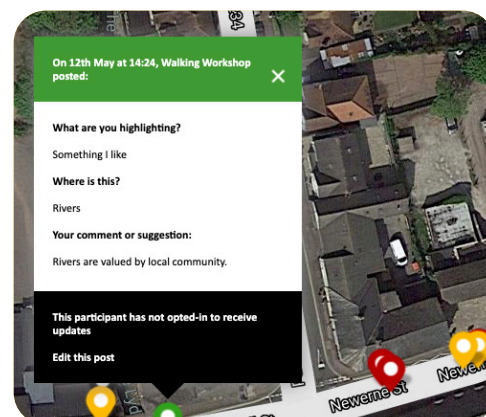 34
On 12th May at 14:24, Walking Workshop
posted:
What are you highlighting?
Something I like
Where is this?
Rivers
Your comment or suggestion:
Rivers are valued by local community.
This participant has not opted-in to receive
updates
Edit this post
Newerne St